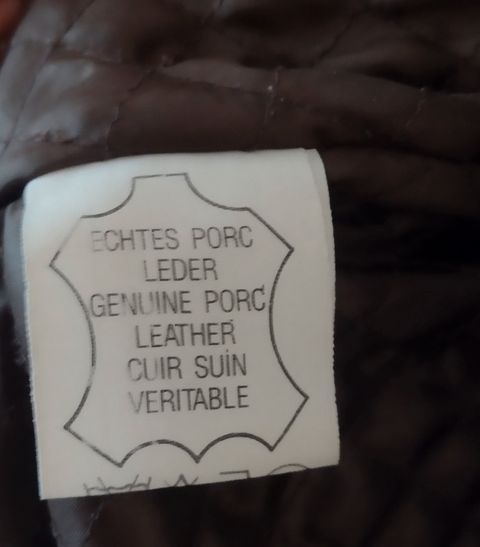 ECHTES PORC
LEDER
GENUINE PORC
LEATHER
CUIR SUIN
VERITABLE